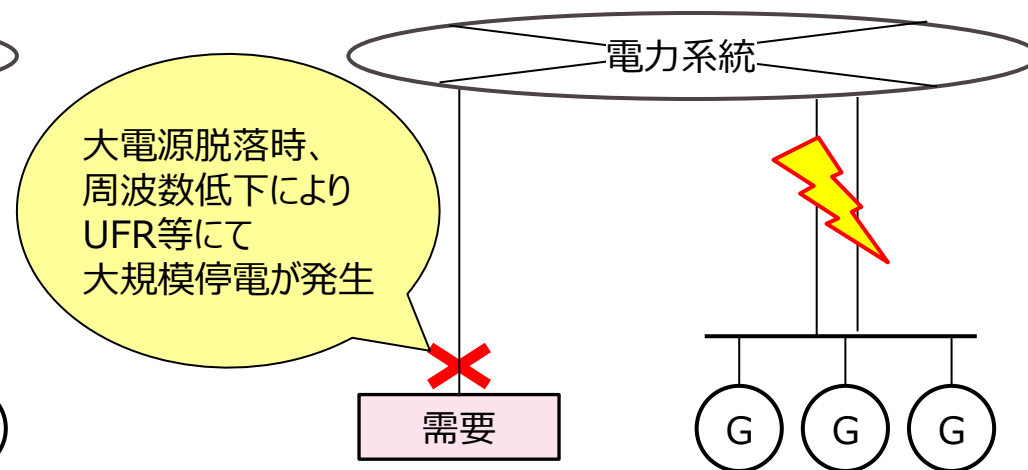 電力系統
大電源脱落時、
周波数低下により
UFR等にて
大規模停電が発生
需要
G
G
G